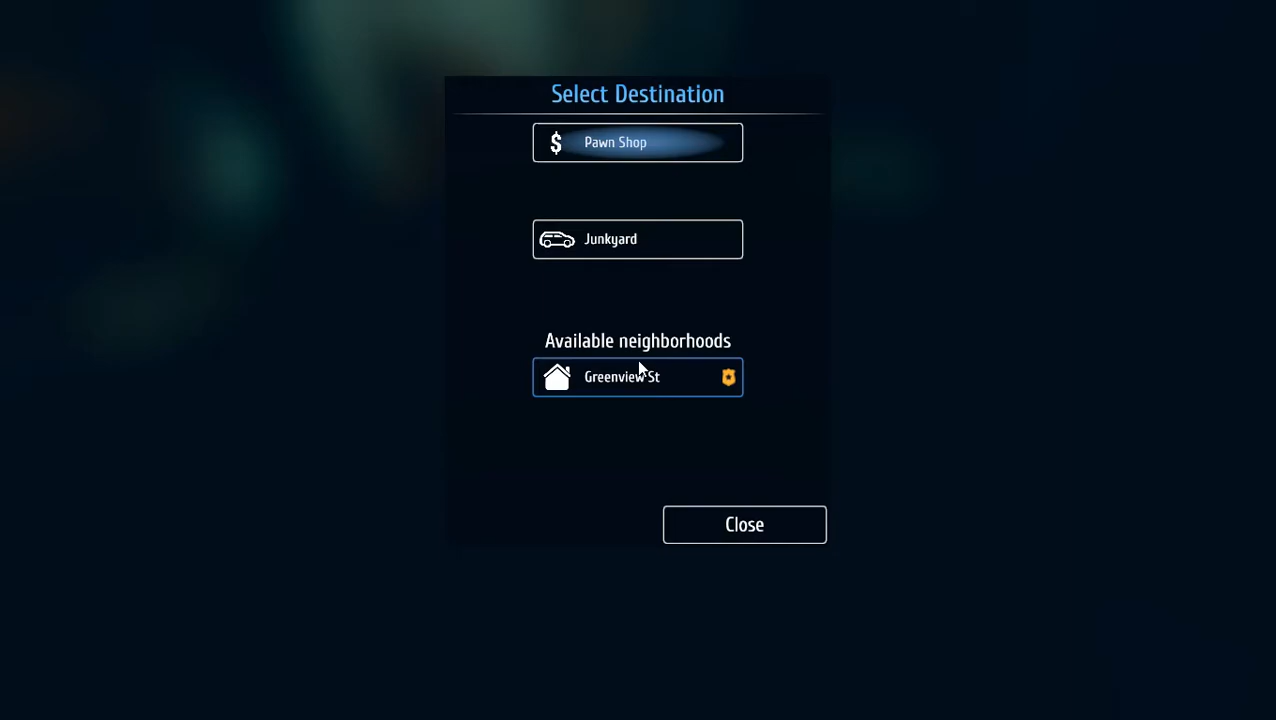 Select Destination
$ Pawn Shop
Junkyard
Available neighborhoods
Greenview St
Close